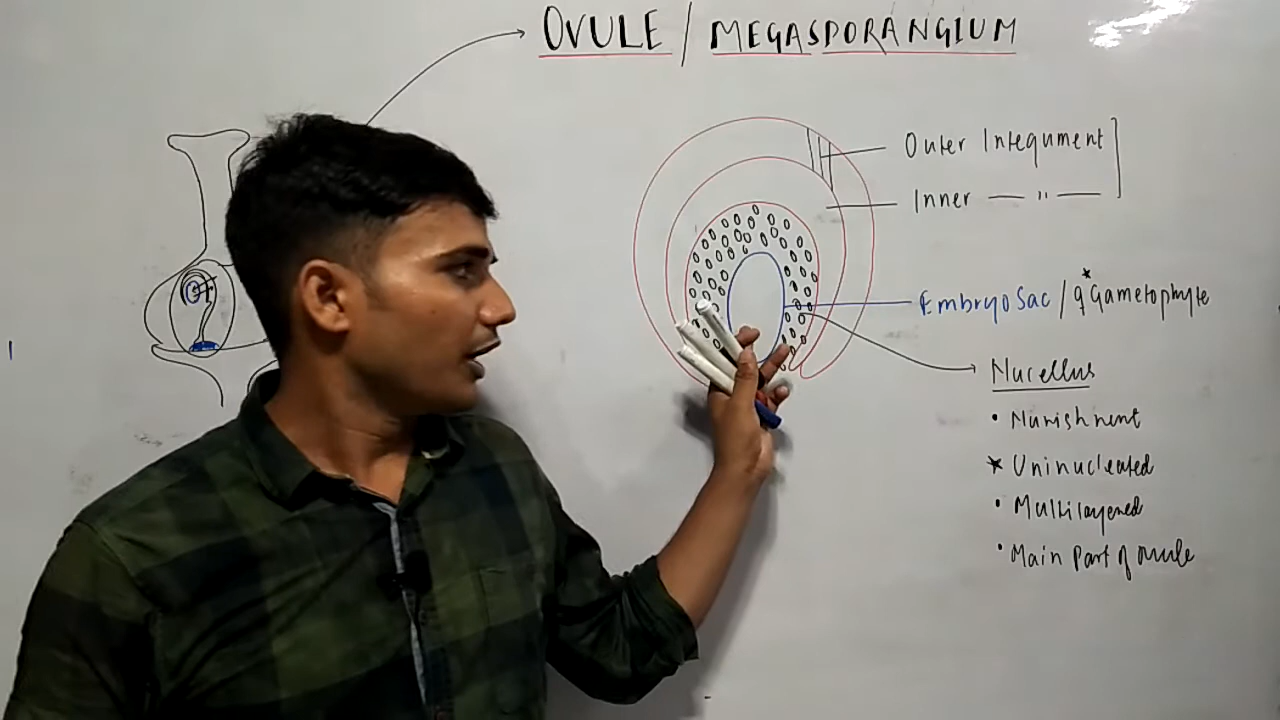 OVULE / MEGASPORANGIUM
Outer Integument
Inner — " —
Embryo Sac / ♀ Gametophyte
*
Nucellus
• Nurishment
* Uninucleated
• Multilayered
• Main part of ovule